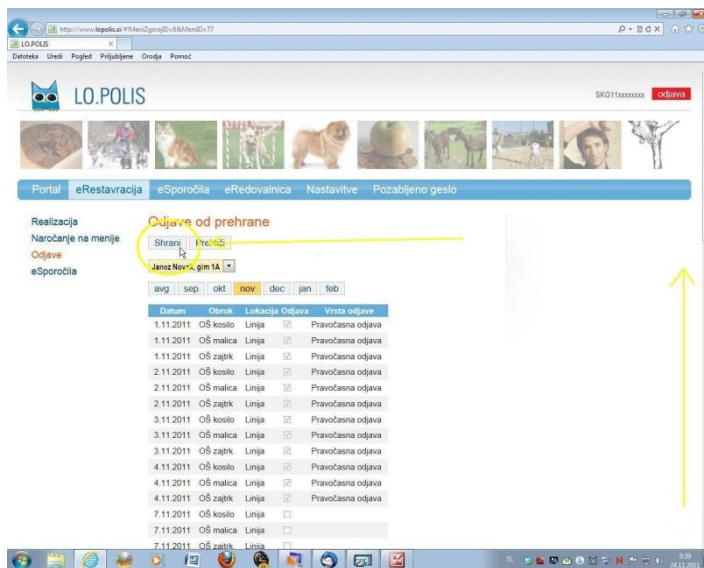 http://www.lopolis.si/#!MeniZgorajID=6&MeniID=77
LO.POLIS
Datoteka Uredi Pogled Priljubljene Orodja Pomoč
LO.POLIS
SKG11xxxxxxxx odjava
Portal eRestavracija eSporočila eRedovalnica Nastavitve Pozabljeno geslo
Realizacija
Naročanje na menije
Odjave
eSporočila
Odjave od prehrane
Shrani Prekliči
Janez Novak, gim 1A
avg sep okt nov dec jan feb
Datum Obrok Lokacija Odjava Vrsta odjave
1.11.2011 OŠ kosilo Linija Pravočasna odjava
1.11.2011 OŠ malica Linija Pravočasna odjava
1.11.2011 OŠ zajtrk Linija Pravočasna odjava
2.11.2011 OŠ kosilo Linija Pravočasna odjava
2.11.2011 OŠ malica Linija Pravočasna odjava
2.11.2011 OŠ zajtrk Linija Pravočasna odjava
3.11.2011 OŠ kosilo Linija Pravočasna odjava
3.11.2011 OŠ malica Linija Pravočasna odjava
3.11.2011 OŠ zajtrk Linija Pravočasna odjava
4.11.2011 OŠ kosilo Linija Pravočasna odjava
4.11.2011 OŠ malica Linija Pravočasna odjava
4.11.2011 OŠ zajtrk Linija Pravočasna odjava
7.11.2011 OŠ kosilo Linija
7.11.2011 OŠ malica Linija
7.11.2011 OŠ zajtrk Linija
9:39
24.11.2011